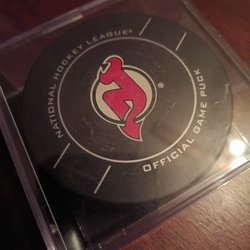 NATIONAL HOCKEY LEAGUE®
®
OFFICIAL GAME PUCK